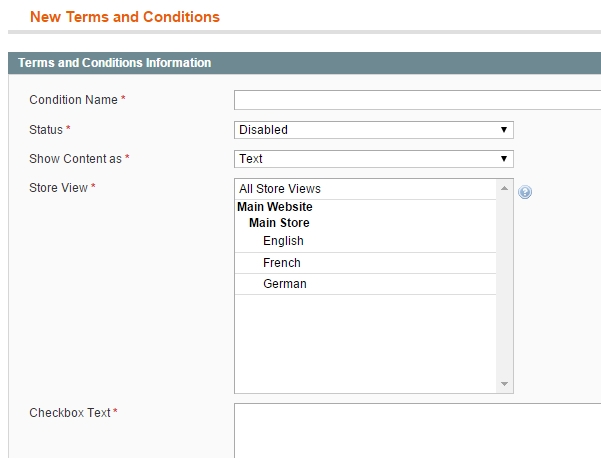 New Terms and Conditions
Terms and Conditions Information
Condition Name *
Status * Disabled
Show Content as * Text
Store View * All Store Views
Main Website
Main Store
English
French
German
Checkbox Text *